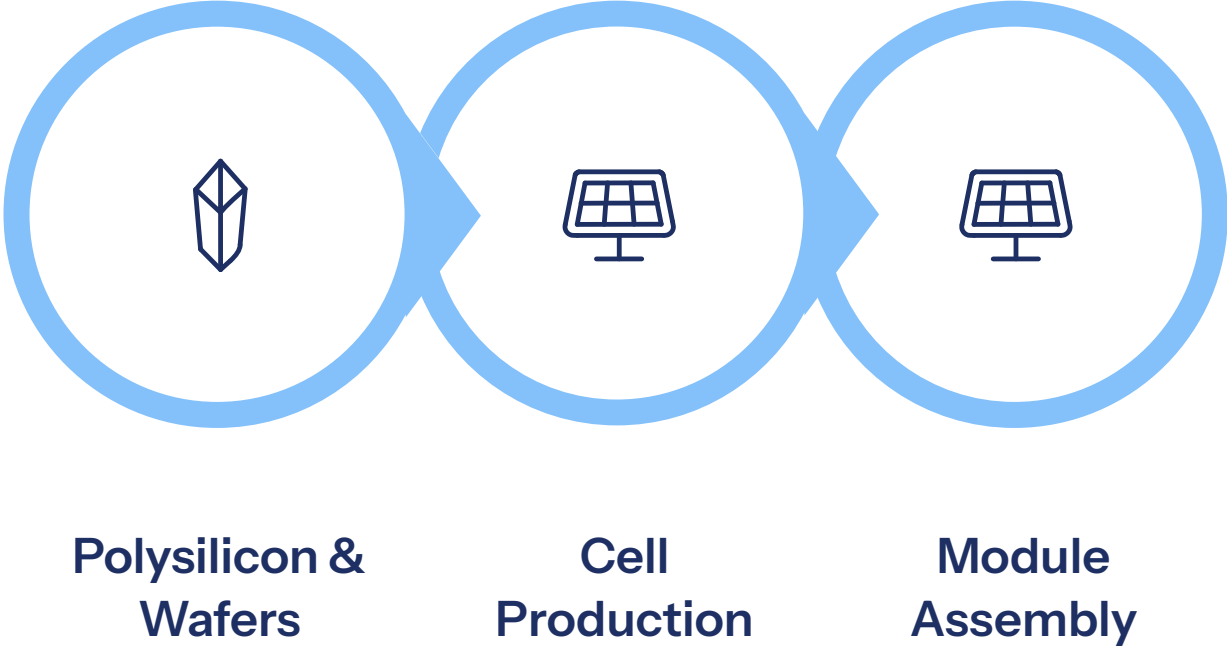 Polysilicon &
Wafers
Cell
Production
Module
Assembly